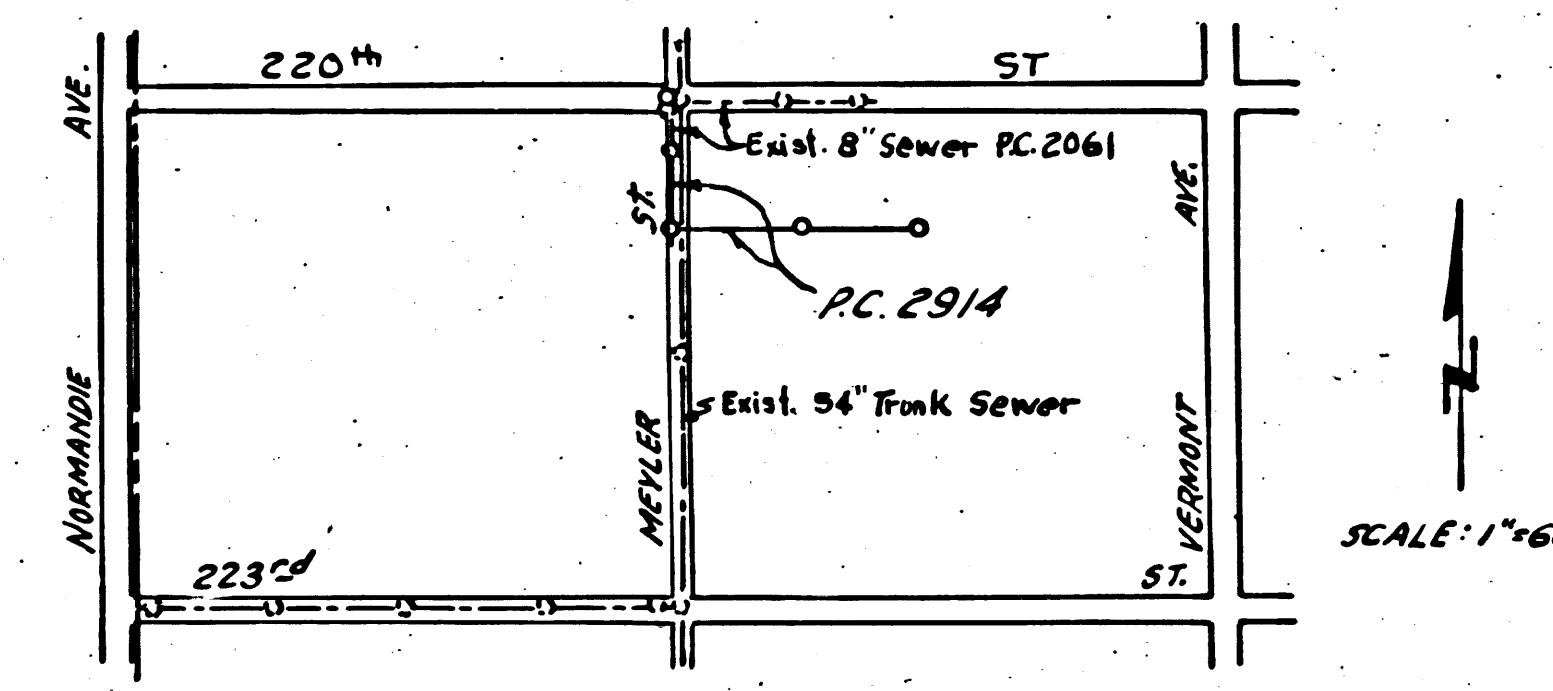 220th ST
NORMANDIE AVE.
Exist. 8" Sewer P.C. 2061
MEYLER ST.
VERMONT AVE.
P.C. 2914
Exist. 54" Trunk Sewer
SCALE: 1"=6
223rd ST.